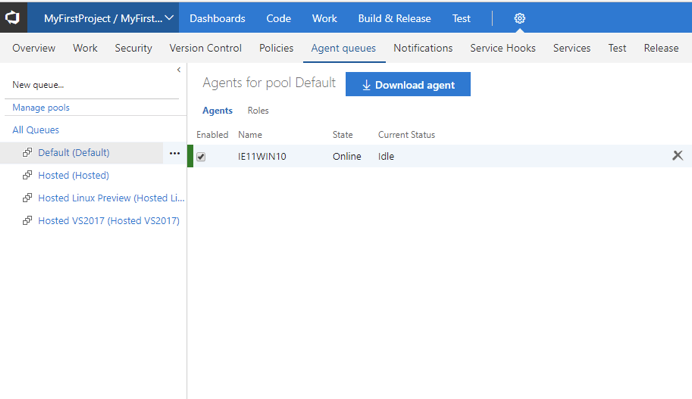 MyFirstProject / MyFirst... Dashboards Code Work Build & Release Test
Overview Work Security Version Control Policies Agent queues Notifications Service Hooks Services Test Release
New queue...
Manage pools
All Queues
Default (Default) ...
Hosted (Hosted)
Hosted Linux Preview (Hosted Li...
Hosted VS2017 (Hosted VS2017)
Agents for pool Default Download agent
Agents Roles
Enabled Name State Current Status
IE11WIN10 Online Idle